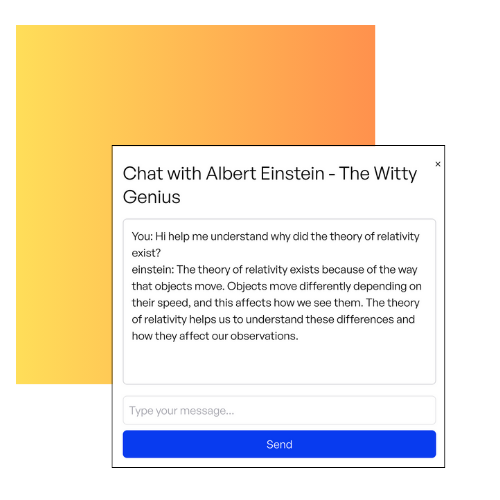 ×
Chat with Albert Einstein - The Witty
Genius
You: Hi help me understand why did the theory of relativity
exist?
einstein: The theory of relativity exists because of the way
that objects move. Objects move differently depending on
their speed, and this affects how we see them. The theory
of relativity helps us to understand these differences and
how they affect our observations.
Type your message...
Send